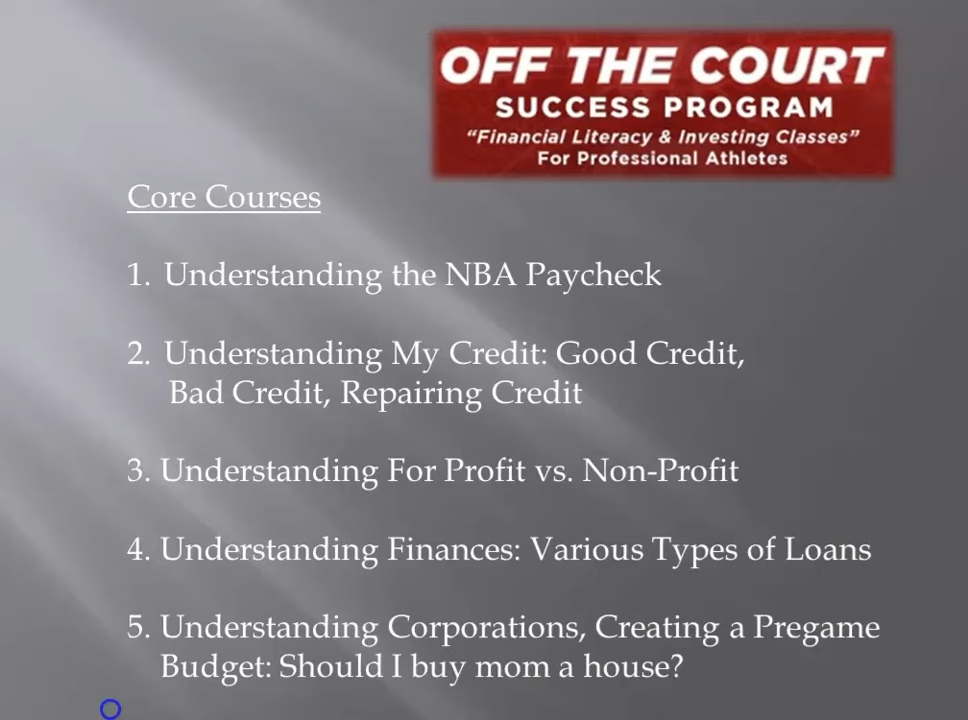 OFF THE COURT
SUCCESS PROGRAM
“Financial Literacy & Investing Classes”
For Professional Athletes
Core Courses
1. Understanding the NBA Paycheck
2. Understanding My Credit: Good Credit,
Bad Credit, Repairing Credit
3. Understanding For Profit vs. Non-Profit
4. Understanding Finances: Various Types of Loans
5. Understanding Corporations, Creating a Pregame
Budget: Should I buy mom a house?